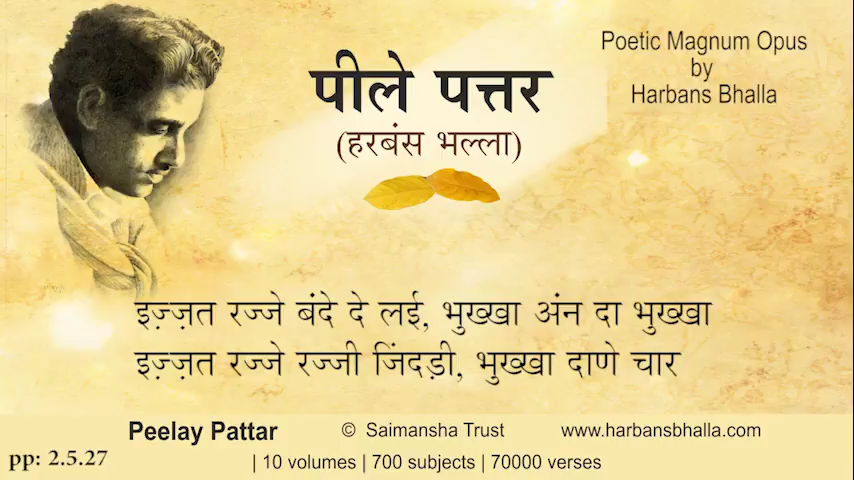 पीले पत्तर
(हरबंस भल्ला)
Poetic Magnum Opus
by
Harbans Bhalla
इज़्ज़त रज्जे बंदे दे लई, भुख्खा अंन दा भुख्खा
इज़्ज़त रज्जे रज्जी जिंदड़ी, भुख्खा दाणे चार
Peelay Pattar © Saimansha Trust www.harbansbhalla.com
pp: 2.5.27 | 10 volumes | 700 subjects | 70000 verses